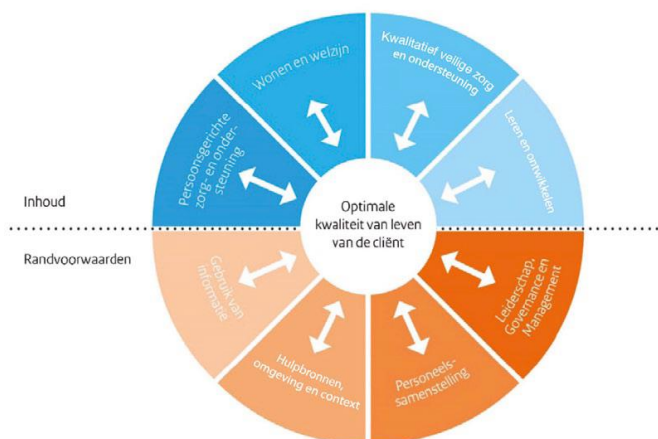 Wonen en welzijn
Kwalitatief veilige zorg
en ondersteuning
Persoonsgerichte
zorg- en onder-
steuning
Leren en ontwikkelen
Inhoud
Optimale
kwaliteit van leven
van de cliënt
Randvoorwaarden
Gebruik van
informatie
Leiderschap,
Governance en
Management
Hulpbronnen,
omgeving en context
Personeels-
samenstelling